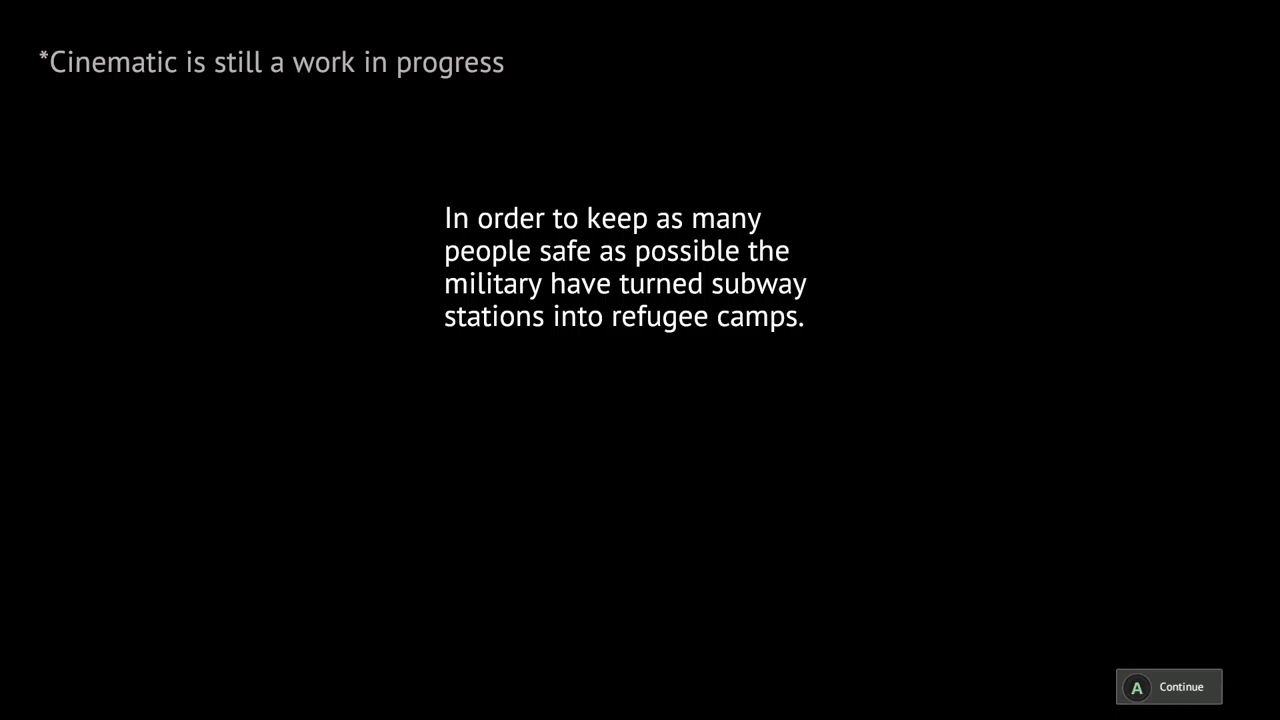 *Cinematic is still a work in progress
In order to keep as many
people safe as possible the
military have turned subway
stations into refugee camps.
A Continue